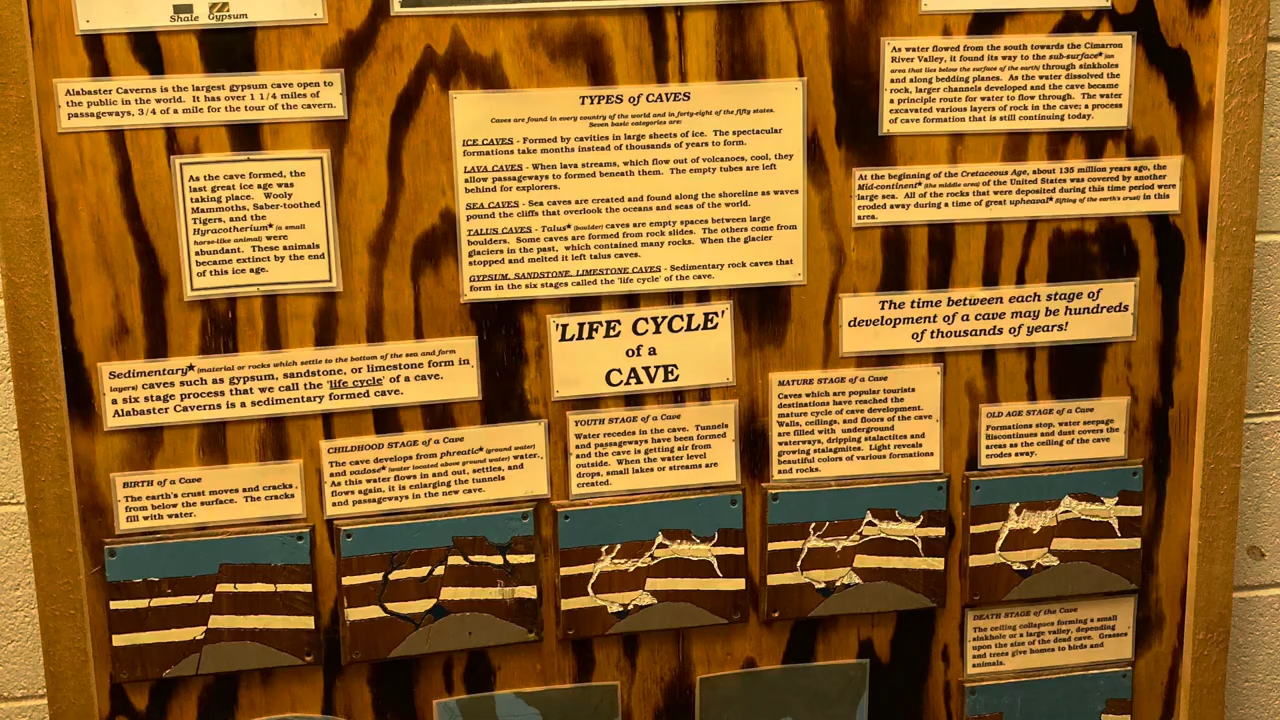 Shale Gypsum
Alabaster Caverns is the largest gypsum cave open to
the public in the world. It has over 1 1/4 miles of
passageways, 3/4 of a mile for the tour of the cavern.
As the cave formed, the
last great ice age was
taking place. Wooly
Mammoths, Saber-toothed
Tigers, and the
Hyracotherium* (a small
horse-like animal) were
abundant. These animals
became extinct by the end
of this ice age.
TYPES of CAVES
Caves are found in every country of the world and in forty-eight of the fifty states.
Seven basic categories are:
ICE CAVES - Formed by cavities in large sheets of ice. The spectacular
formations take months instead of thousands of years to form.
LAVA CAVES - When lava streams, which flow out of volcanoes, cool, they
allow passageways to formed beneath them. The empty tubes are left
behind for explorers.
SEA CAVES - Sea caves are created and found along the shoreline as waves
pound the cliffs that overlook the oceans and seas of the world.
TALUS CAVES - Talus* (boulder) caves are empty spaces between large
boulders. Some caves are formed from rock slides. The others come from
glaciers in the past, which contained many rocks. When the glacier
stopped and melted it left talus caves.
GYPSUM, SANDSTONE, LIMESTONE CAVES - Sedimentary rock caves that
form in the six stages called the 'life cycle' of the cave.
As water flowed from the south towards the Cimarron
River Valley, it found its way to the sub-surface* (an
area that lies below the surface of the earth) through sinkholes
and along bedding planes. As the water dissolved the
rock, larger channels developed and the cave became
a principle route for water to flow through. The water
excavated various layers of rock in the cave; a process
of cave formation that is still continuing today.
At the beginning of the Cretaceous Age, about 135 million years ago, the
Mid-continent* (the middle area) of the United States was covered by another
large sea. All of the rocks that were deposited during this time period were
eroded away during a time of great upheaval* (lifting of the earth's crust) in this
area.
The time between each stage of
development of a cave may be hundreds
of thousands of years!
'LIFE CYCLE'
of a
CAVE
Sedimentary* (material or rocks which settle to the bottom of the sea and form
layers) caves such as gypsum, sandstone, or limestone form in
a six stage process that we call the 'life cycle' of a cave.
Alabaster Caverns is a sedimentary formed cave.
BIRTH of a Cave
The earth's crust moves and cracks
from below the surface. The cracks
fill with water.
CHILDHOOD STAGE of a Cave
The cave develops from phreatic* (ground water)
and vadose* (water located above ground water) water.
As this water flows in and out, settles, and
flows again, it is enlarging the tunnels
and passageways in the new cave.
YOUTH STAGE of a Cave
Water recedes in the cave. Tunnels
and passageways have been formed
and the cave is getting air from
outside. When the water level
drops, small lakes or streams are
created.
MATURE STAGE of a Cave
Caves which are popular tourists
destinations have reached the
mature cycle of cave development.
Walls, ceilings, and floors of the cave
are filled with underground
waterways, dripping stalactites and
growing stalagmites. Light reveals
beautiful colors of various formations
and rocks.
OLD AGE STAGE of a Cave
Formations stop, water seepage
discontinues and dust covers the
areas as the ceiling of the cave
erodes away.
DEATH STAGE of the Cave
The ceiling collapses forming a small
sinkhole or a large valley, depending
upon the size of the dead cave. Grasses
and trees give homes to birds and
animals.